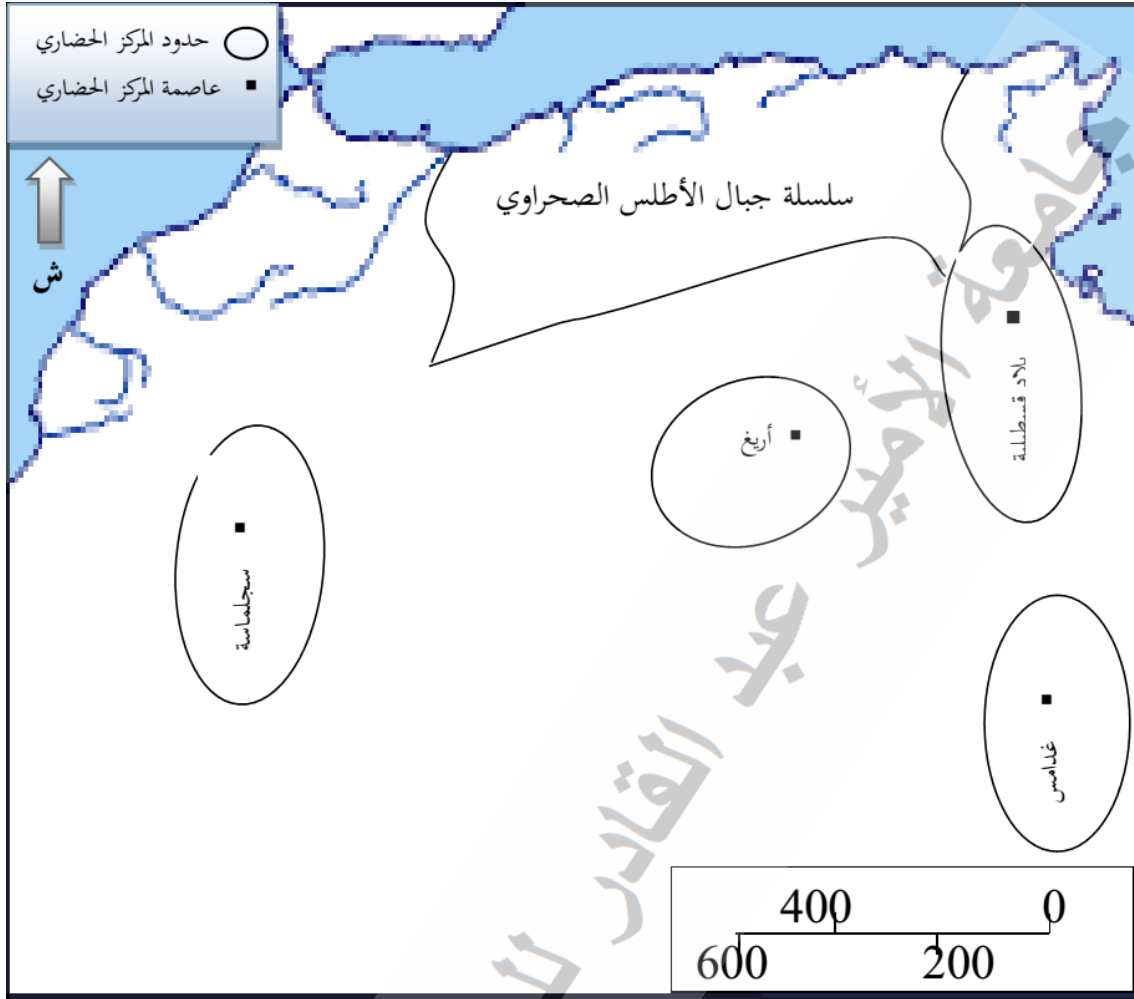 حدود المركز الحضاري
عاصمة المركز الحضاري
ش
سلسلة جبال الأطلس الصحراوي
بلاد قسطيلية
أريغ
سجلماسة
غدامس
0
400
200
600
جامعة الأمير عبد القادر